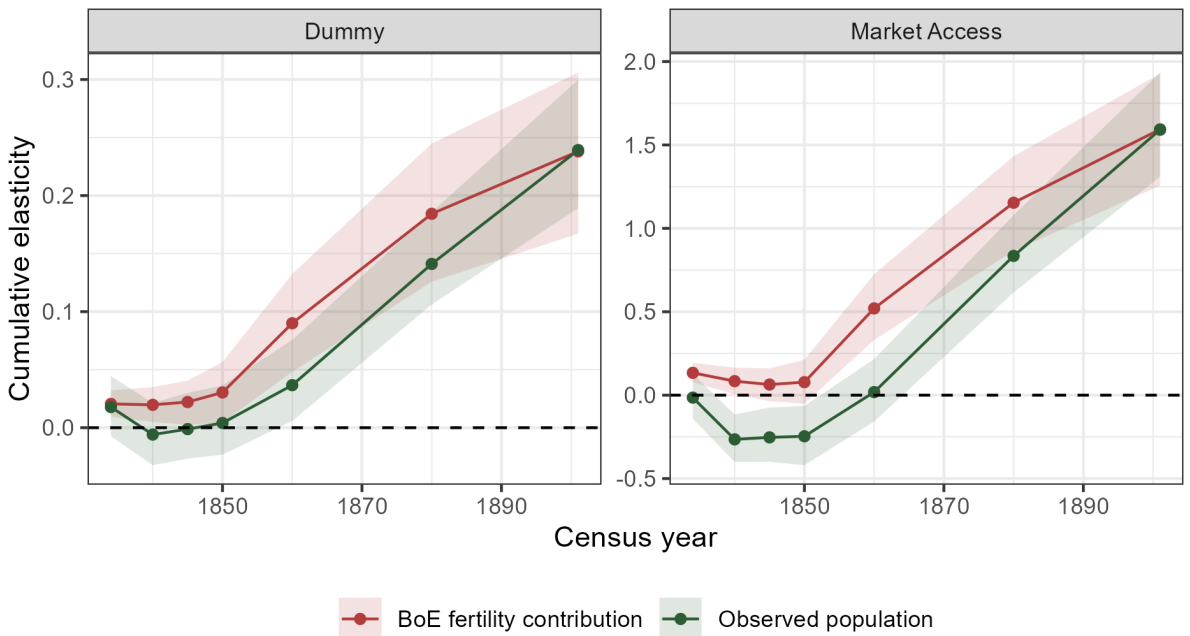 Dummy
Market Access
Cumulative elasticity
0.3
0.2
0.1
0.0
2.0
1.5
1.0
0.5
0.0
-0.5
1850 1870 1890
1850 1870 1890
Census year
BoE fertility contribution
Observed population